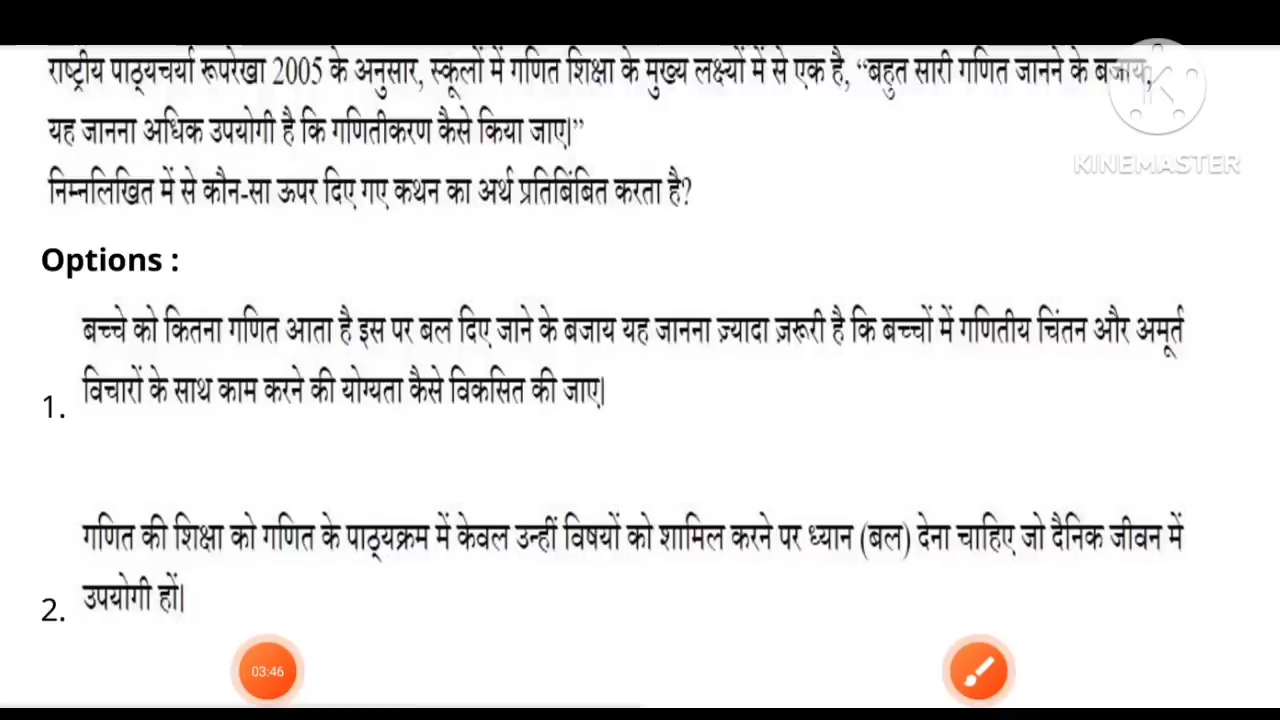 राष्ट्रीय पाठ्यचर्या रूपरेखा 2005 के अनुसार, स्कूलों में गणित शिक्षा के मुख्य लक्ष्यों में से एक है, “बहुत सारी गणित जानने के बजाय,
यह जानना अधिक उपयोगी है कि गणितीकरण कैसे किया जाए|”
KINEMASTER
निम्नलिखित में से कौन-सा ऊपर दिए गए कथन का अर्थ प्रतिबिंबित करता है?
Options :
बच्चे को कितना गणित आता है इस पर बल दिए जाने के बजाय यह जानना ज़्यादा ज़रूरी है कि बच्चों में गणितीय चिंतन और अमूर्त
1. विचारों के साथ काम करने की योग्यता कैसे विकसित की जाए|
गणित की शिक्षा को गणित के पाठ्यक्रम में केवल उन्हीं विषयों को शामिल करने पर ध्यान (बल) देना चाहिए जो दैनिक जीवन में
2. उपयोगी हों|
03:46